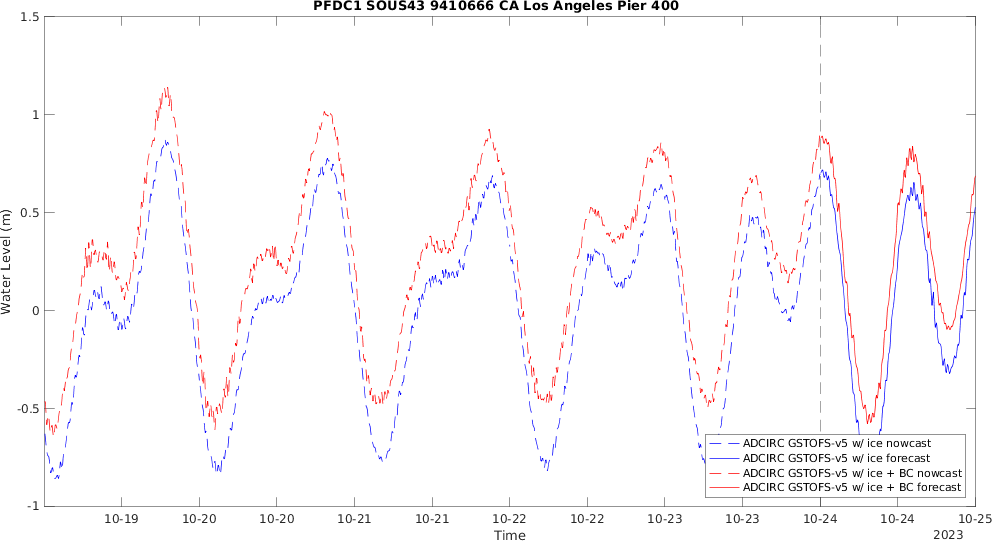 PFDC1 SOUS43 9410666 CA Los Angeles Pier 400
1.5
1
0.5
0
-0.5
-1
Water Level (m)
10-19
10-20
10-20
10-21
10-21
10-22
10-22
10-23
10-23
10-24
10-24
10-25
Time
2023
ADCIRC GSTOFS-v5 w/ ice nowcast
ADCIRC GSTOFS-v5 w/ ice forecast
ADCIRC GSTOFS-v5 w/ ice + BC nowcast
ADCIRC GSTOFS-v5 w/ ice + BC forecast